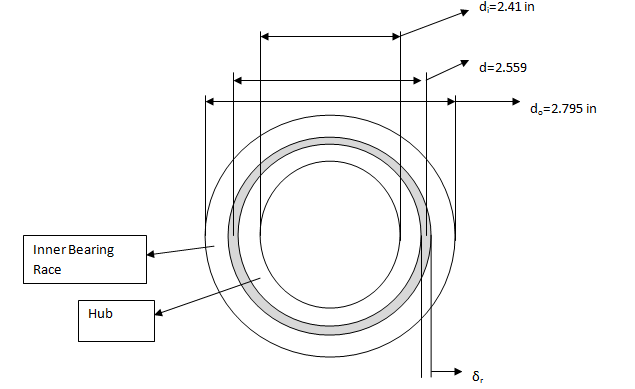 dᵢ=2.41 in
d=2.559
dₒ=2.795 in
Inner Bearing
Race
Hub
δᵣ